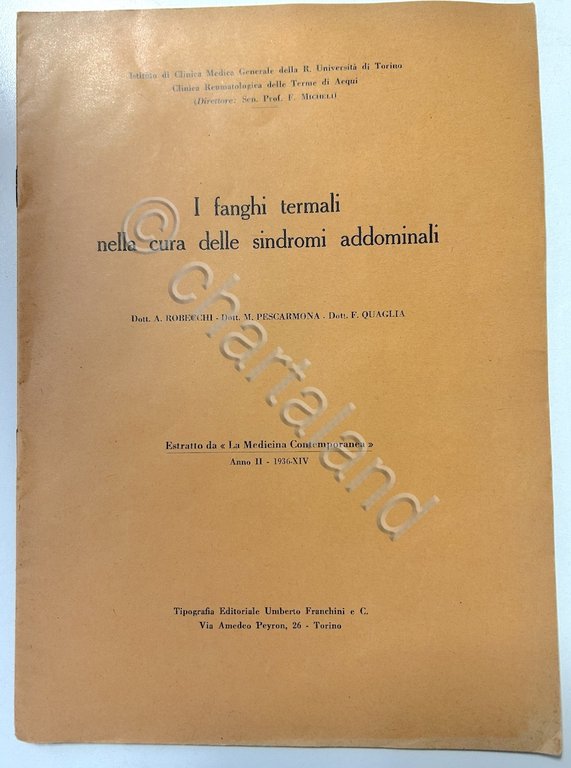 Istituto di Clinica Medica Generale della R. Università di Torino
Clinica Reumatologica delle Terme di Acqui
(Direttore: Sen. Prof. F. MICHELI)
I fanghi termali
nella cura delle sindromi addominali
Dott. A. ROBECCHI - Dott. M. PESCARMONA - Dott. F. QUAGLIA
Estratto da « La Medicina Contemporanea »
Anno II - 1936-XIV
Tipografia Editoriale Umberto Franchini e C.
Via Amedeo Peyron, 26 - Torino
© chartaland